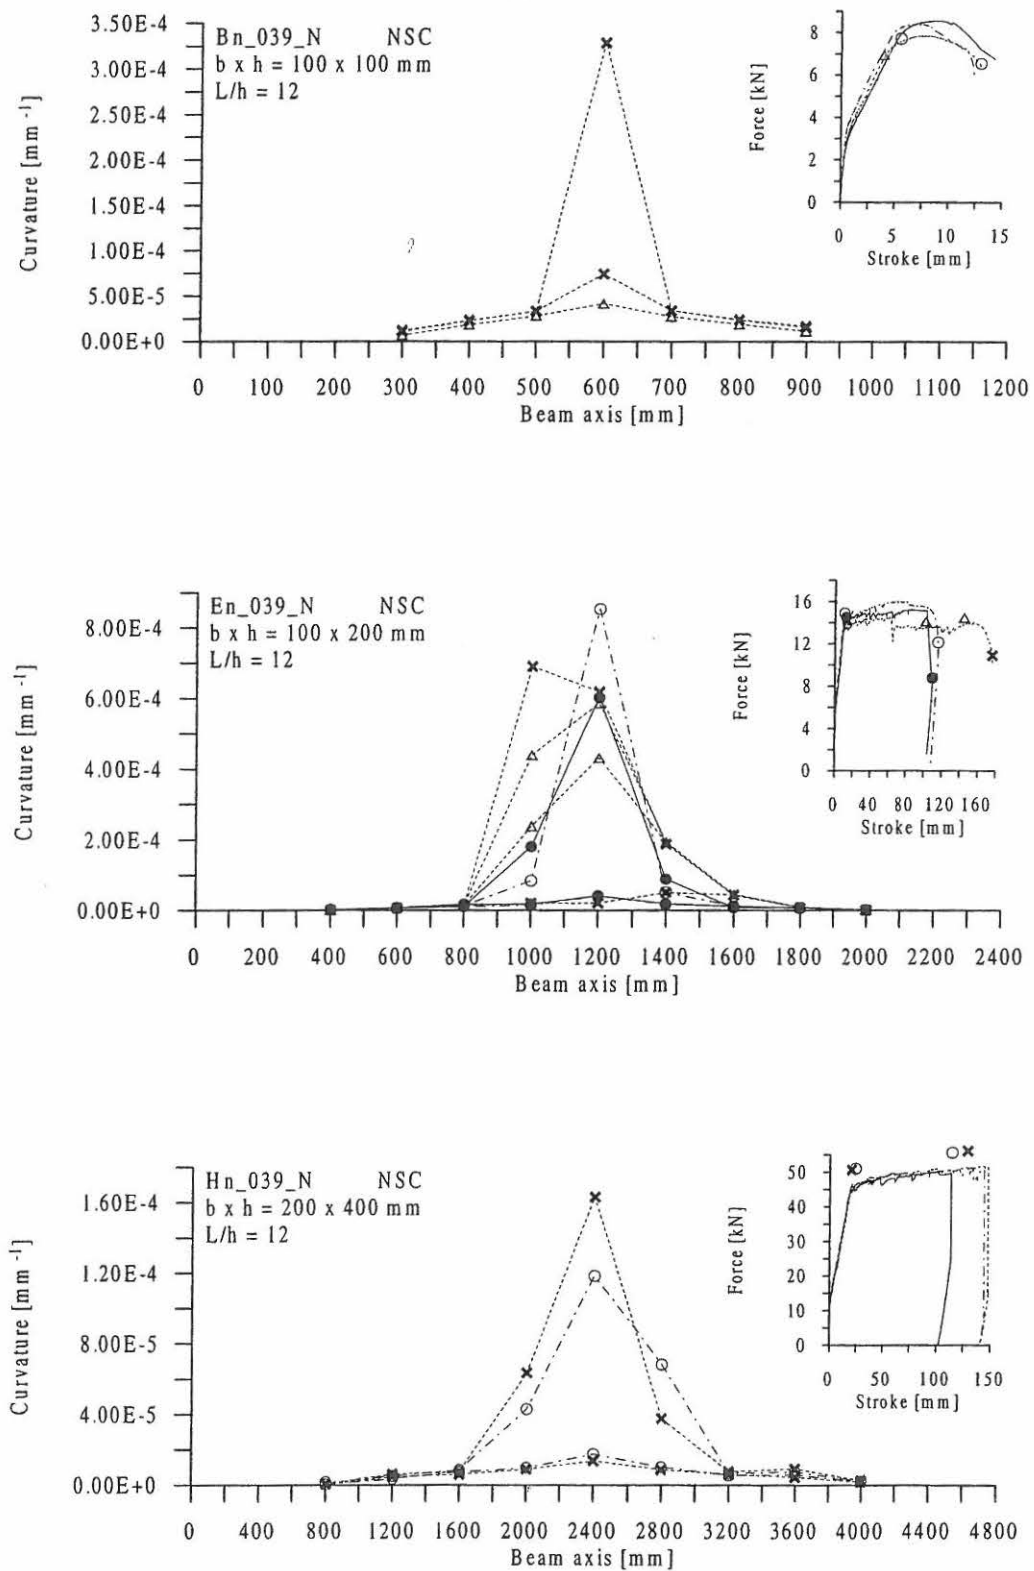 3.50E-4
3.00E-4
2.50E-4
2.00E-4
1.50E-4
1.00E-4
5.00E-5
0.00E+0
Curvature [mm -1]
Bn_039_N NSC
b x h = 100 x 100 mm
L/h = 12
0 100 200 300 400 500 600 700 800 900 1000 1100 1200
Beam axis [mm]
8
6
4
2
0
Force [kN]
0 5 10 15
Stroke [mm]
8.00E-4
6.00E-4
4.00E-4
2.00E-4
0.00E+0
Curvature [mm -1]
En_039_N NSC
b x h = 100 x 200 mm
L/h = 12
0 200 400 600 800 1000 1200 1400 1600 1800 2000 2200 2400
Beam axis [mm]
16
12
8
4
0
Force [kN]
0 40 80 120 160
Stroke [mm]
1.60E-4
1.20E-4
8.00E-5
4.00E-5
0.00E+0
Curvature [mm -1]
Hn_039_N NSC
b x h = 200 x 400 mm
L/h = 12
0 400 800 1200 1600 2000 2400 2800 3200 3600 4000 4400 4800
Beam axis [mm]
50
40
30
20
10
0
Force [kN]
0 50 100 150
Stroke [mm]